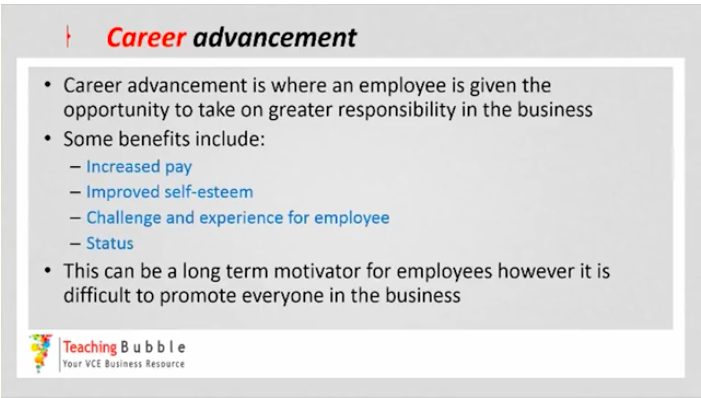 Career advancement
• Career advancement is where an employee is given the
opportunity to take on greater responsibility in the business
• Some benefits include:
– Increased pay
– Improved self-esteem
– Challenge and experience for employee
– Status
• This can be a long term motivator for employees however it is
difficult to promote everyone in the business
Teaching Bubble
Your VCE Business Resource